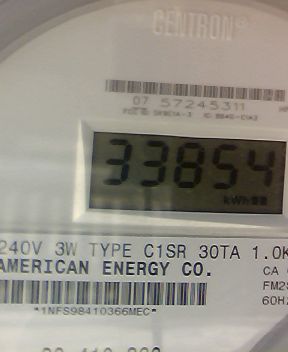 CENTRON®
07 57245311
33854
kWh
240V 3W TYPE C1SR 30TA 1.0K
AMERICAN ENERGY CO.
CA
FM2S
60HZ
*1NFS98410366MEC*